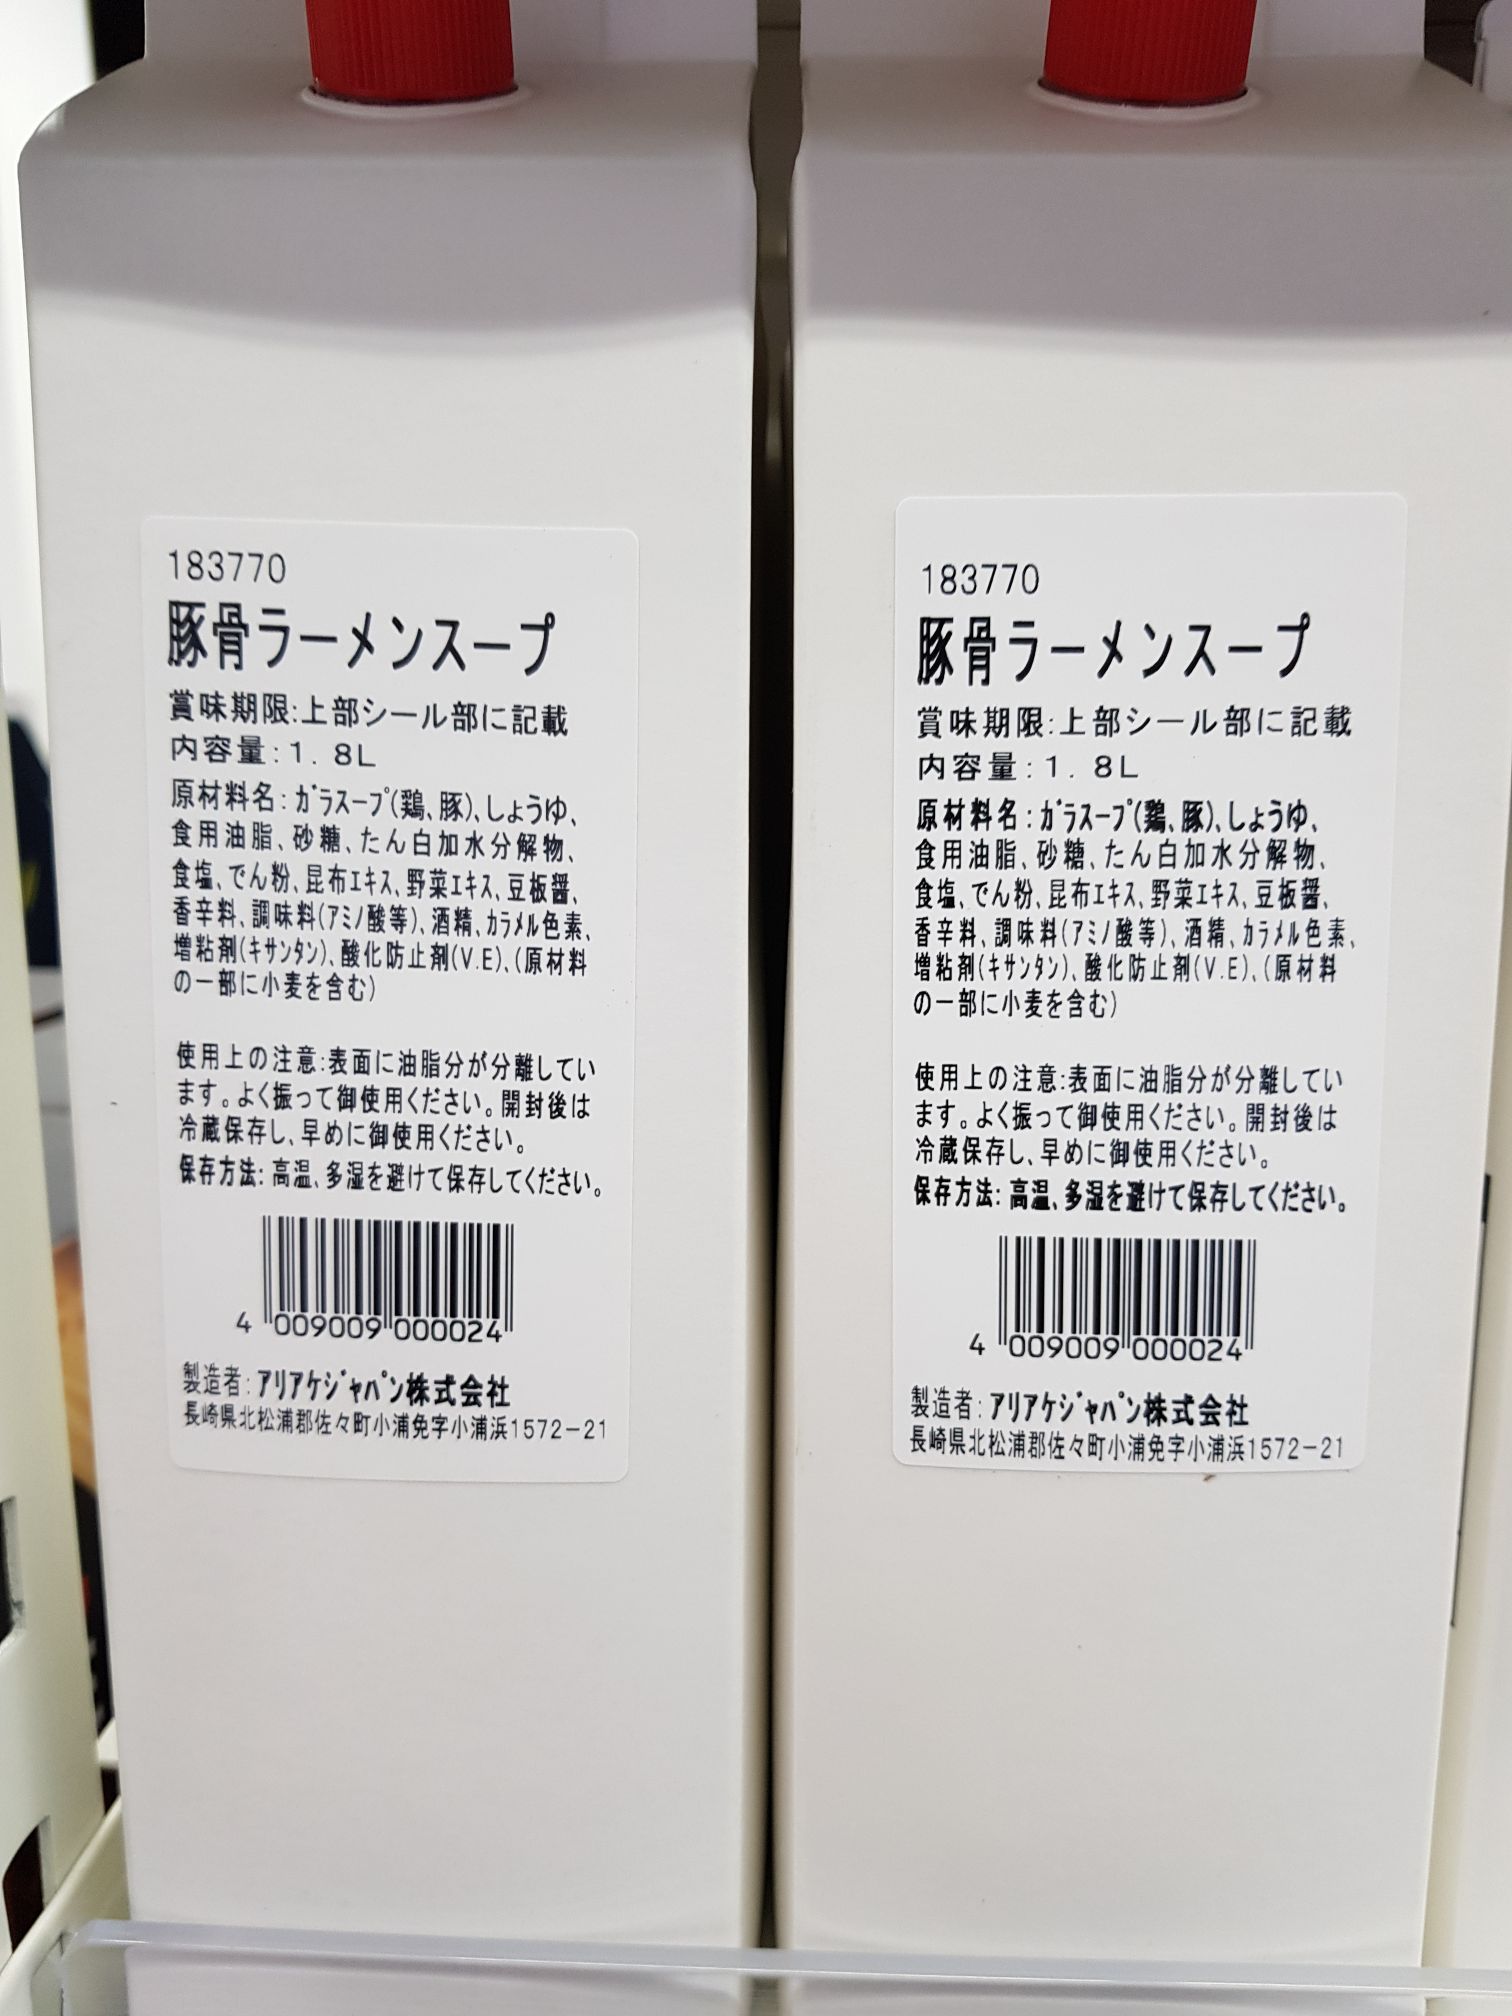 183770
豚骨ラーメンスープ
賞味期限:上部シール部に記載
内容量:1.8L
原材料名:ガラスープ(鶏、豚)、しょうゆ、
食用油脂、砂糖、たん白加水分解物、
食塩、でん粉、昆布エキス、野菜エキス、豆板醤、
香辛料、調味料(アミノ酸等)、酒精、カラメル色素、
増粘剤(キサンタン)、酸化防止剤(V.E)、(原材料
の一部に小麦を含む)
使用上の注意:表面に油脂分が分離してい
ます。よく振って御使用ください。開封後は
冷蔵保存し、早めに御使用ください。
保存方法:高温、多湿を避けて保存してください。
4 009009 000024
製造者:アリアケジャパン株式会社
長崎県北松浦郡佐々町小浦免字小浦浜1572-21
183770
豚骨ラーメンスープ
賞味期限:上部シール部に記載
内容量:1.8L
原材料名:ガラスープ(鶏、豚)、しょうゆ、
食用油脂、砂糖、たん白加水分解物、
食塩、でん粉、昆布エキス、野菜エキス、豆板醤、
香辛料、調味料(アミノ酸等)、酒精、カラメル色素、
増粘剤(キサンタン)、酸化防止剤(V.E)、(原材料
の一部に小麦を含む)
使用上の注意:表面に油脂分が分離してい
ます。よく振って御使用ください。開封後は
冷蔵保存し、早めに御使用ください。
保存方法:高温、多湿を避けて保存してください。
4 009009 000024
製造者:アリアケジャパン株式会社
長崎県北松浦郡佐々町小浦免字小浦浜1572-21